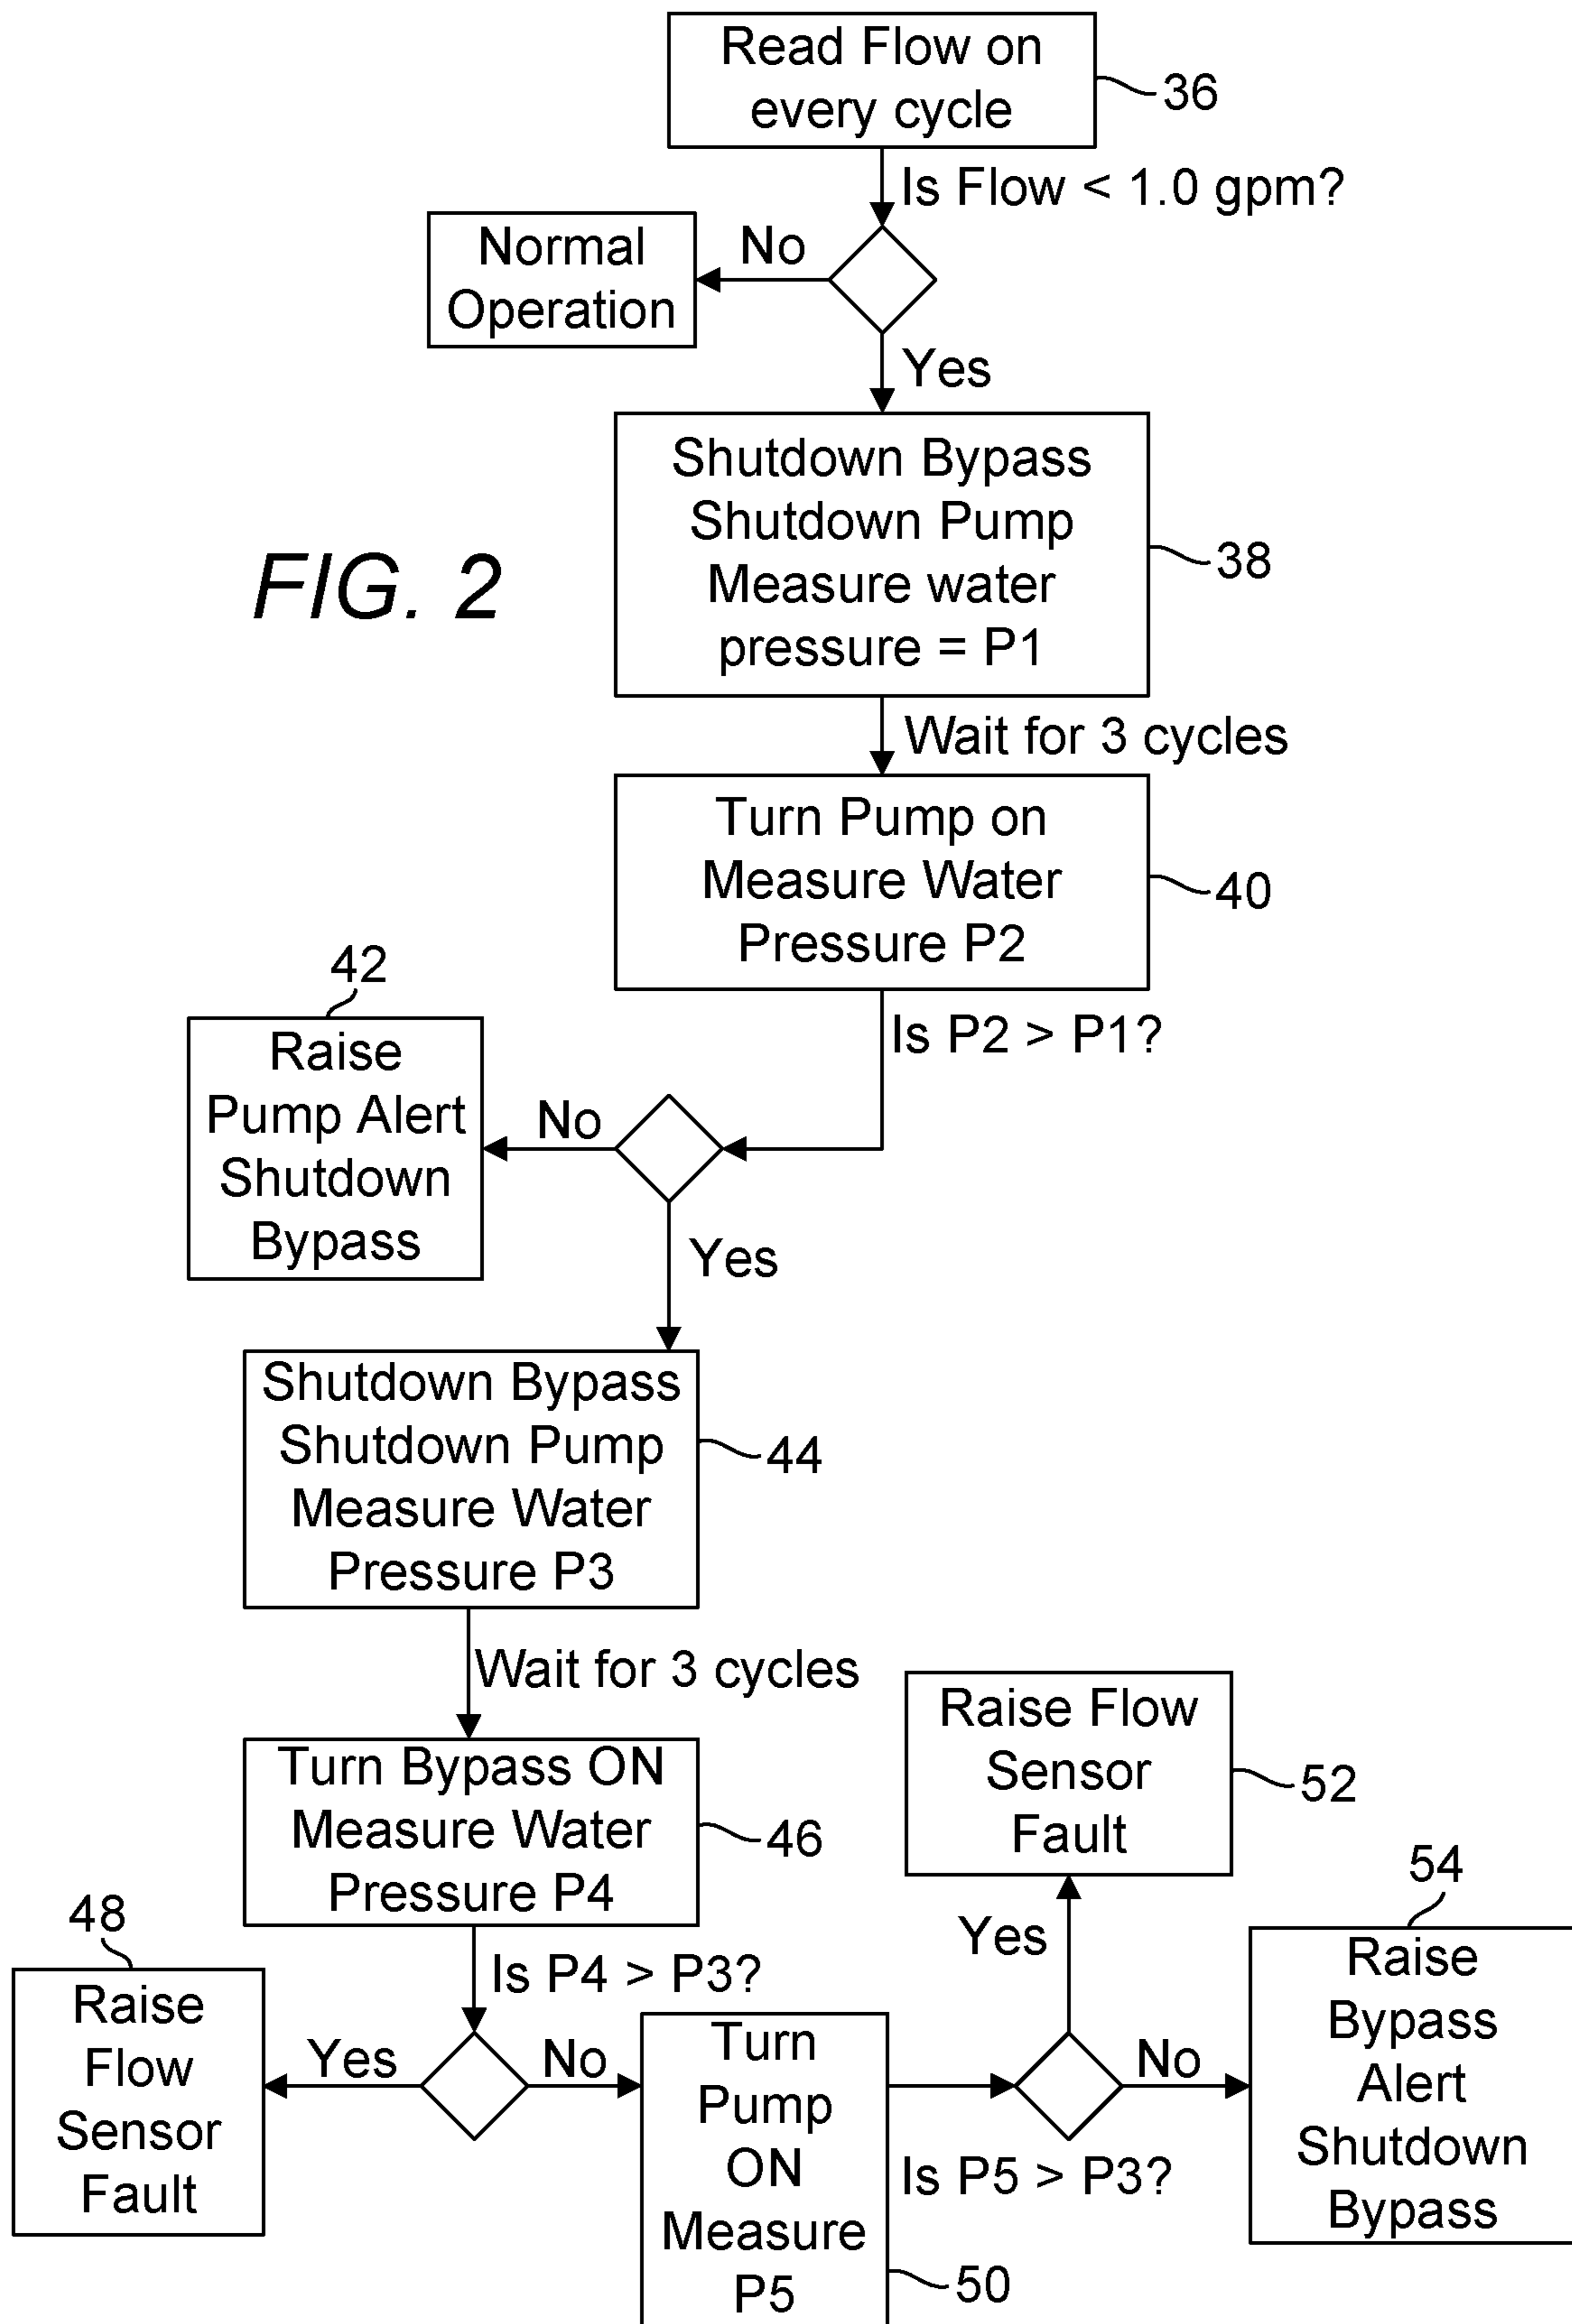 Read Flow on
every cycle
36
Is Flow < 1.0 gpm?
No
Normal
Operation
Yes
Shutdown Bypass
Shutdown Pump
Measure water
pressure = P1
38
FIG. 2
Wait for 3 cycles
Turn Pump on
Measure Water
Pressure P2
40
Is P2 > P1?
42
Raise
Pump Alert
Shutdown
Bypass
No
Yes
Shutdown Bypass
Shutdown Pump
Measure Water
Pressure P3
44
Wait for 3 cycles
Turn Bypass ON
Measure Water
Pressure P4
46
Is P4 > P3?
48
Raise
Flow
Sensor
Fault
Yes
No
Turn
Pump
ON
Measure
P5
50
Is P5 > P3?
Yes
Raise Flow
Sensor
Fault
52
No
54
Raise
Bypass
Alert
Shutdown
Bypass